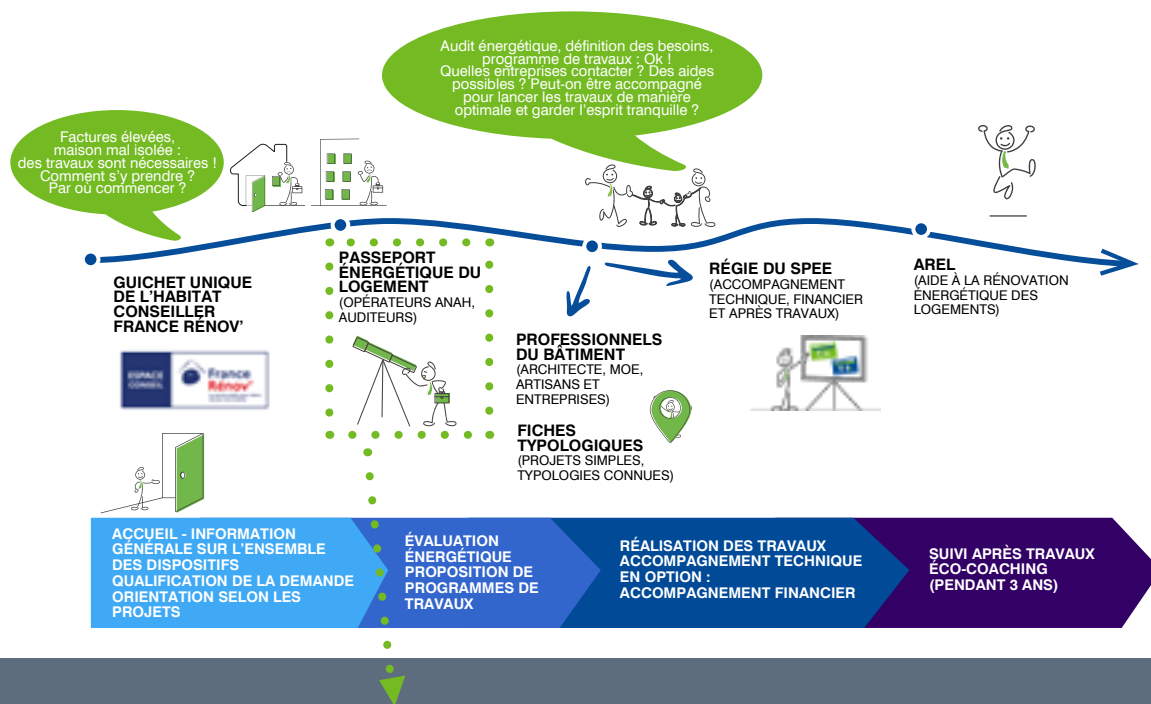 Factures élevées,
maison mal isolée :
des travaux sont nécessaires !
Comment s'y prendre ?
Par où commencer ?
Audit énergétique, définition des besoins,
programme de travaux : Ok !
Quelles entreprises contacter ? Des aides
possibles ? Peut-on être accompagné
pour lancer les travaux de manière
optimale et garder l'esprit tranquille ?
GUICHET UNIQUE
DE L'HABITAT
CONSEILLER
FRANCE RÉNOV'
ESPACE
CONSEIL
France
Rénov'
PASSEPORT
ÉNERGÉTIQUE DU
LOGEMENT
(OPÉRATEURS ANAH,
AUDITEURS)
PROFESSIONNELS
DU BÂTIMENT
(ARCHITECTE, MOE,
ARTISANS ET
ENTREPRISES)
FICHES
TYPOLOGIQUES
(PROJETS SIMPLES,
TYPOLOGIES CONNUES)
RÉGIE DU SPEE
(ACCOMPAGNEMENT
TECHNIQUE, FINANCIER
ET APRÈS TRAVAUX)
AREL
(AIDE À LA RÉNOVATION
ÉNERGÉTIQUE DES
LOGEMENTS)
ACCUEIL - INFORMATION
GÉNÉRALE SUR L'ENSEMBLE
DES DISPOSITIFS
QUALIFICATION DE LA DEMANDE
ORIENTATION SELON LES
PROJETS
ÉVALUATION
ÉNERGÉTIQUE
PROPOSITION DE
PROGRAMMES DE
TRAVAUX
RÉALISATION DES TRAVAUX
ACCOMPAGNEMENT TECHNIQUE
EN OPTION :
ACCOMPAGNEMENT FINANCIER
SUIVI APRÈS TRAVAUX
ÉCO-COACHING
(PENDANT 3 ANS)